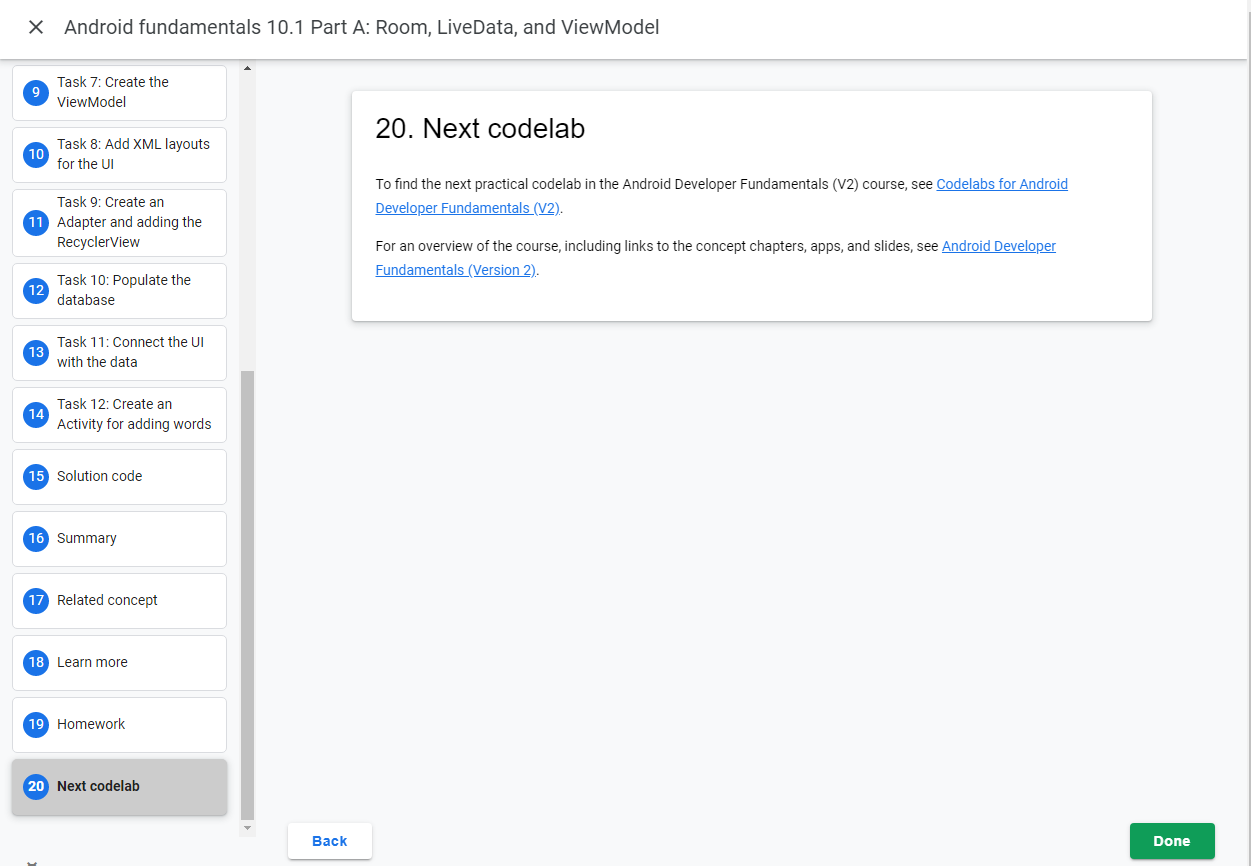 Android fundamentals 10.1 Part A: Room, LiveData, and ViewModel
9
Task 7: Create the
ViewModel
10
Task 8: Add XML layouts
for the UI
11
Task 9: Create an
Adapter and adding the
RecyclerView
12
Task 10: Populate the
database
13
Task 11: Connect the UI
with the data
14
Task 12: Create an
Activity for adding words
15 Solution code
16 Summary
17 Related concept
18 Learn more
19 Homework
20 Next codelab
20. Next codelab
To find the next practical codelab in the Android Developer Fundamentals (V2) course, see Codelabs for Android
Developer Fundamentals (V2).
For an overview of the course, including links to the concept chapters, apps, and slides, see Android Developer
Fundamentals (Version 2).
Back
Done